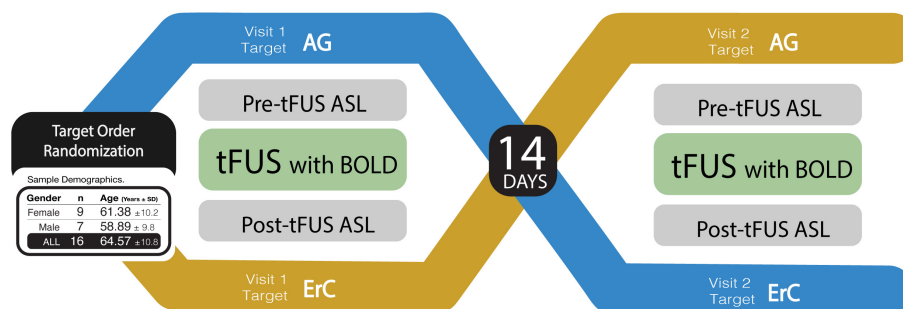 Visit 1
Target AG
Visit 2
Target AG
Target Order
Randomization
Sample Demographics.
Gender n Age (Years ± SD)
Female 9 61.38 ±10.2
Male 7 58.89 ± 9.8
ALL 16 64.57 ±10.8
Pre-tFUS ASL
tFUS with BOLD
Post-tFUS ASL
14
DAYS
Pre-tFUS ASL
tFUS with BOLD
Post-tFUS ASL
Visit 1
Target ErC
Visit 2
Target ErC